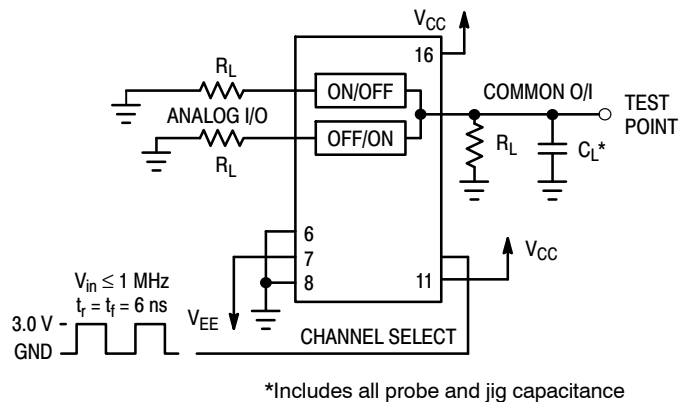 V_CC
16
R_L
ON/OFF
COMMON O/I
TEST
POINT
ANALOG I/O
OFF/ON
R_L
R_L
C_L*
6
7
8
11
V_CC
V_in ≤ 1 MHz
t_r = t_f = 6 ns
V_EE
3.0 V
GND
CHANNEL SELECT
*Includes all probe and jig capacitance